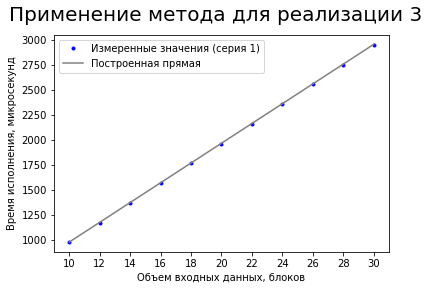 Применение метода для реализации 3
Измеренные значения (серия 1)
Построенная прямая
Время исполнения, микросекунд
3000
2750
2500
2250
2000
1750
1500
1250
1000
10 12 14 16 18 20 22 24 26 28 30
Объем входных данных, блоков